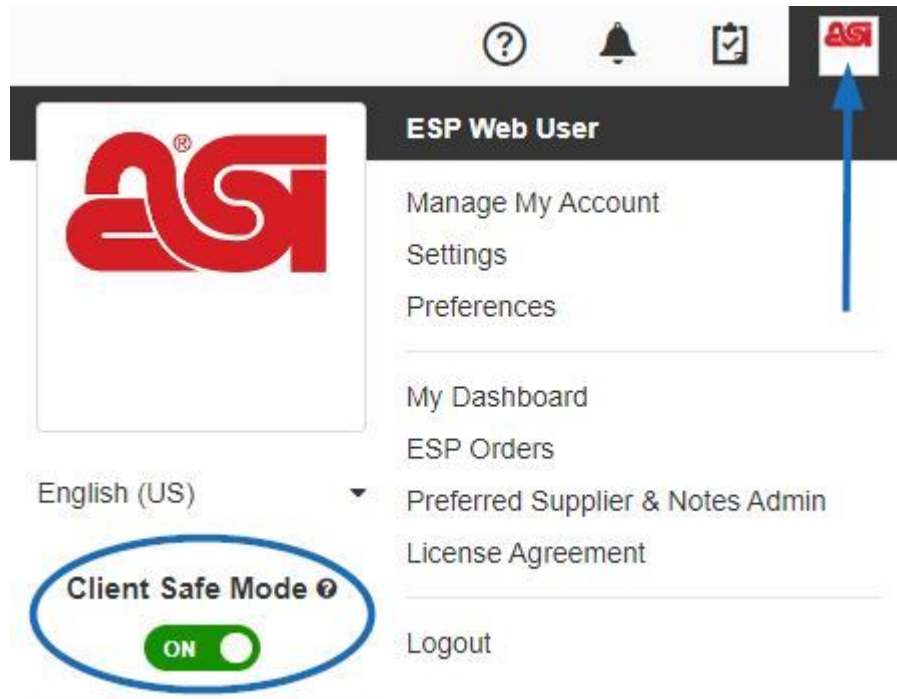 asi
ESP Web User
asi®
Manage My Account
Settings
Preferences
My Dashboard
ESP Orders
English (US)
Preferred Supplier & Notes Admin
License Agreement
Client Safe Mode
ON
Logout